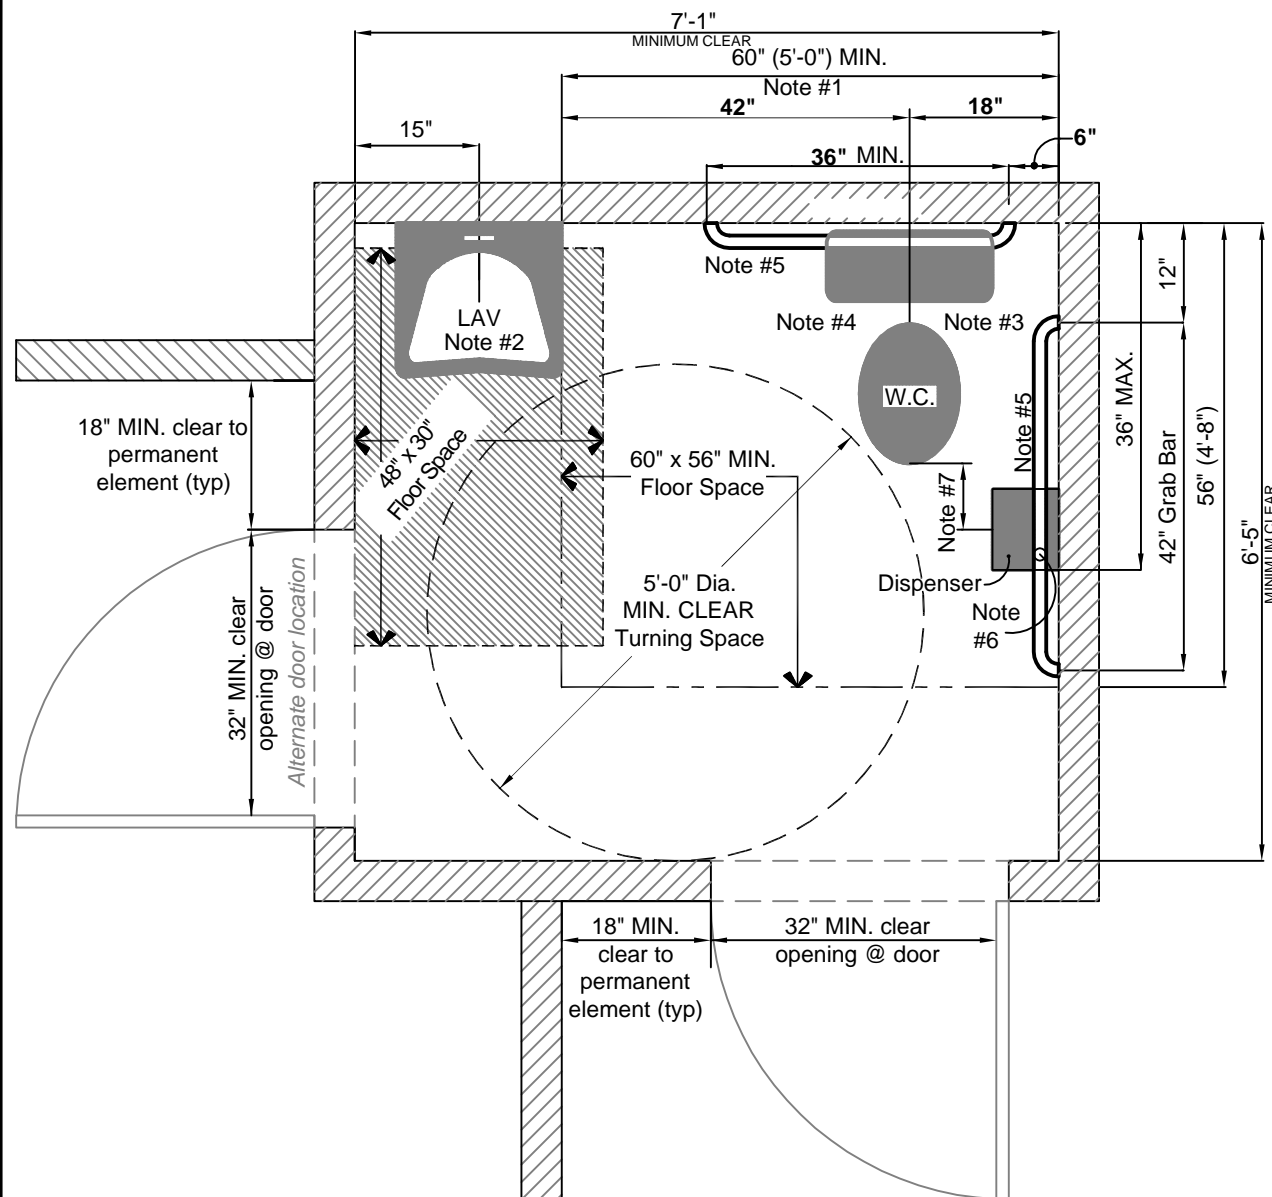 7'-1"
MINIMUM CLEAR
60" (5'-0") MIN.
Note #1
42"
18"
15"
6"
36" MIN.
Note #5
12"
LAV
Note #2
Note #4
Note #3
W.C.
36" MAX.
Note #5
42" Grab Bar
56" (4'-8")
6'-5"
MINIMUM CLEAR
18" MIN. clear to
permanent
element (typ)
48" x 30"
Floor Space
60" x 56" MIN.
Floor Space
Note #7
Dispenser
Note
#6
5'-0" Dia.
MIN. CLEAR
Turning Space
32" MIN. clear
opening @ door
Alternate door location
18" MIN.
clear to
permanent
element (typ)
32" MIN. clear
opening @ door